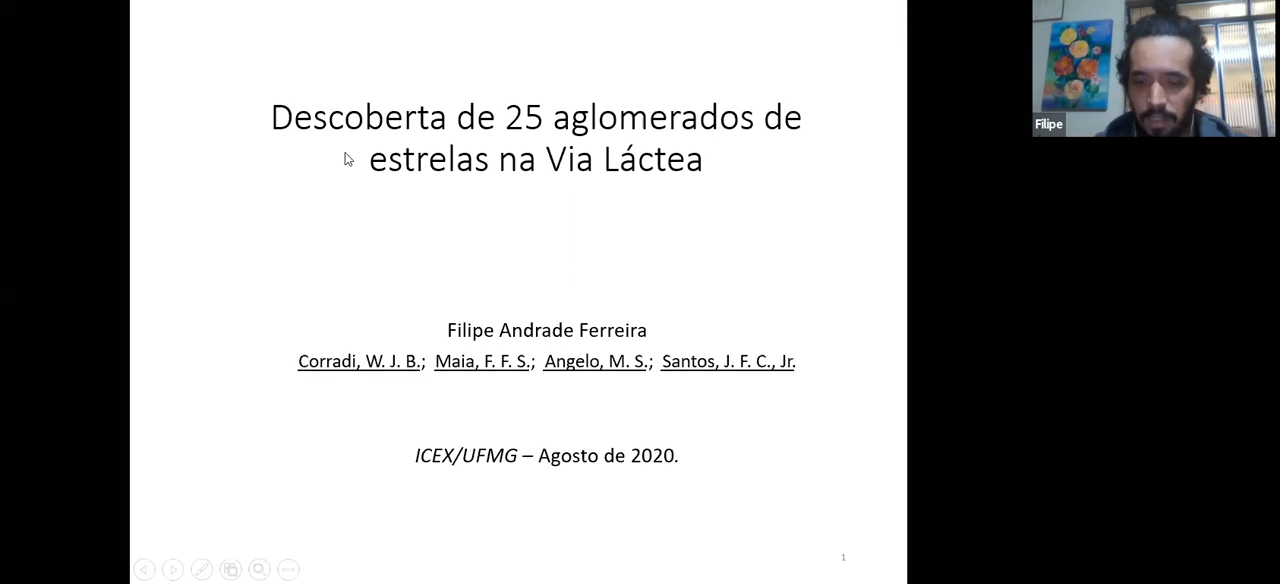 Descoberta de 25 aglomerados de
estrelas na Via Láctea
Filipe Andrade Ferreira
Corradi, W. J. B.; Maia, F. F. S.; Angelo, M. S.; Santos, J. F. C., Jr.
ICEX/UFMG – Agosto de 2020.
1
Filipe